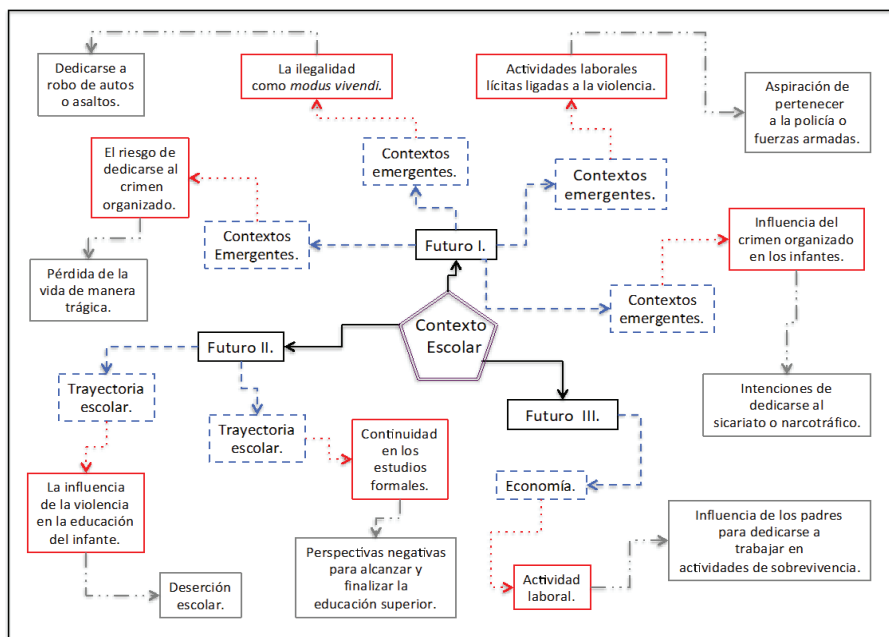 Dedicarse a
robo de autos
o asaltos.
La ilegalidad
como modus vivendi.
Actividades laborales
lícitas ligadas a la violencia.
Aspiración de
pertenecer
a la policía o
fuerzas armadas.
El riesgo de
dedicarse al
crimen
organizado.
Contextos
emergentes.
Contextos
emergentes.
Contextos
Emergentes.
Futuro I.
Influencia del
crimen organizado
en los infantes.
Pérdida de la
vida de manera
trágica.
Contextos
emergentes.
Contexto
Escolar
Futuro II.
Trayectoria
escolar.
Trayectoria
escolar.
Futuro III.
Intenciones de
dedicarse al
sicariato o narcotráfico.
Continuidad
en los
estudios
formales.
La influencia
de la violencia
en la educación
del infante.
Economía.
Influencia de los padres
para dedicarse a
trabajar en
actividades de sobrevivencia.
Perspectivas negativas
para alcanzar y
finalizar la
educación superior.
Deserción
escolar.
Actividad
laboral.